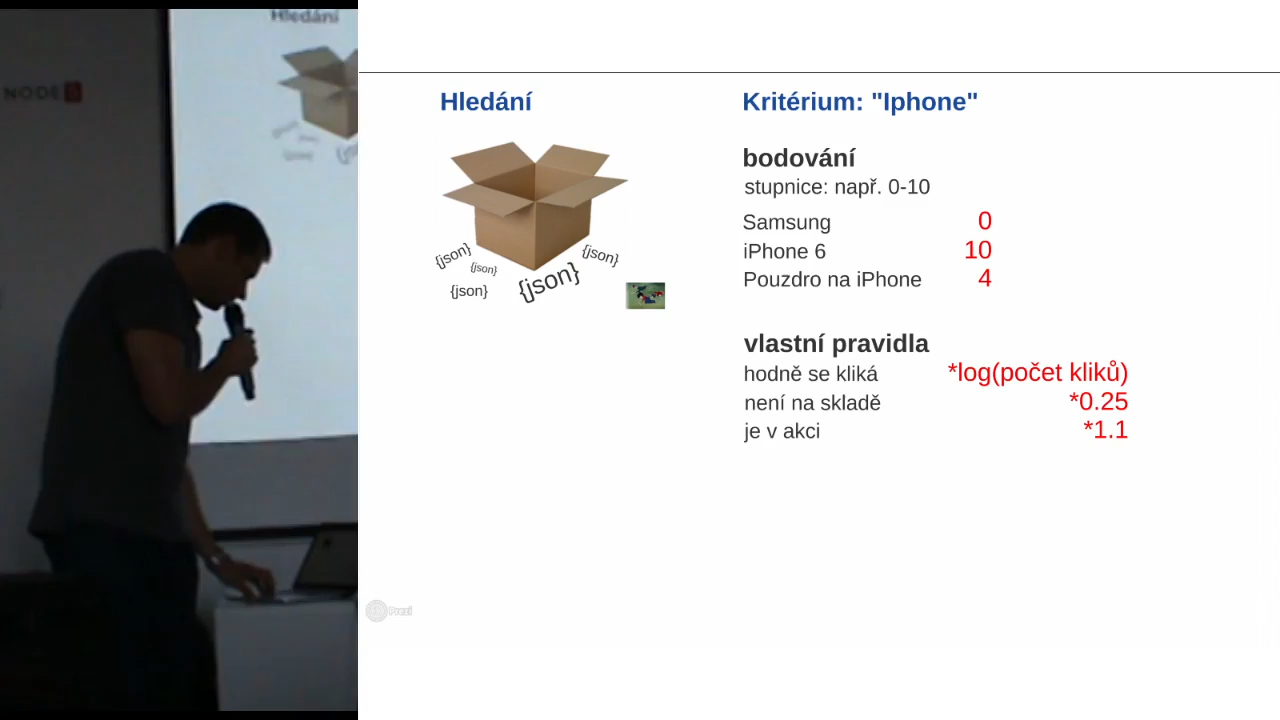 Hledání
NODE5
Hledání
{json}
{json}
{json}
{json}
{json}
Kritérium: "Iphone"
bodování
stupnice: např. 0-10
Samsung 0
iPhone 6 10
Pouzdro na iPhone 4
vlastní pravidla
hodně se kliká *log(počet kliků)
není na skladě *0.25
je v akci *1.1
Prezi